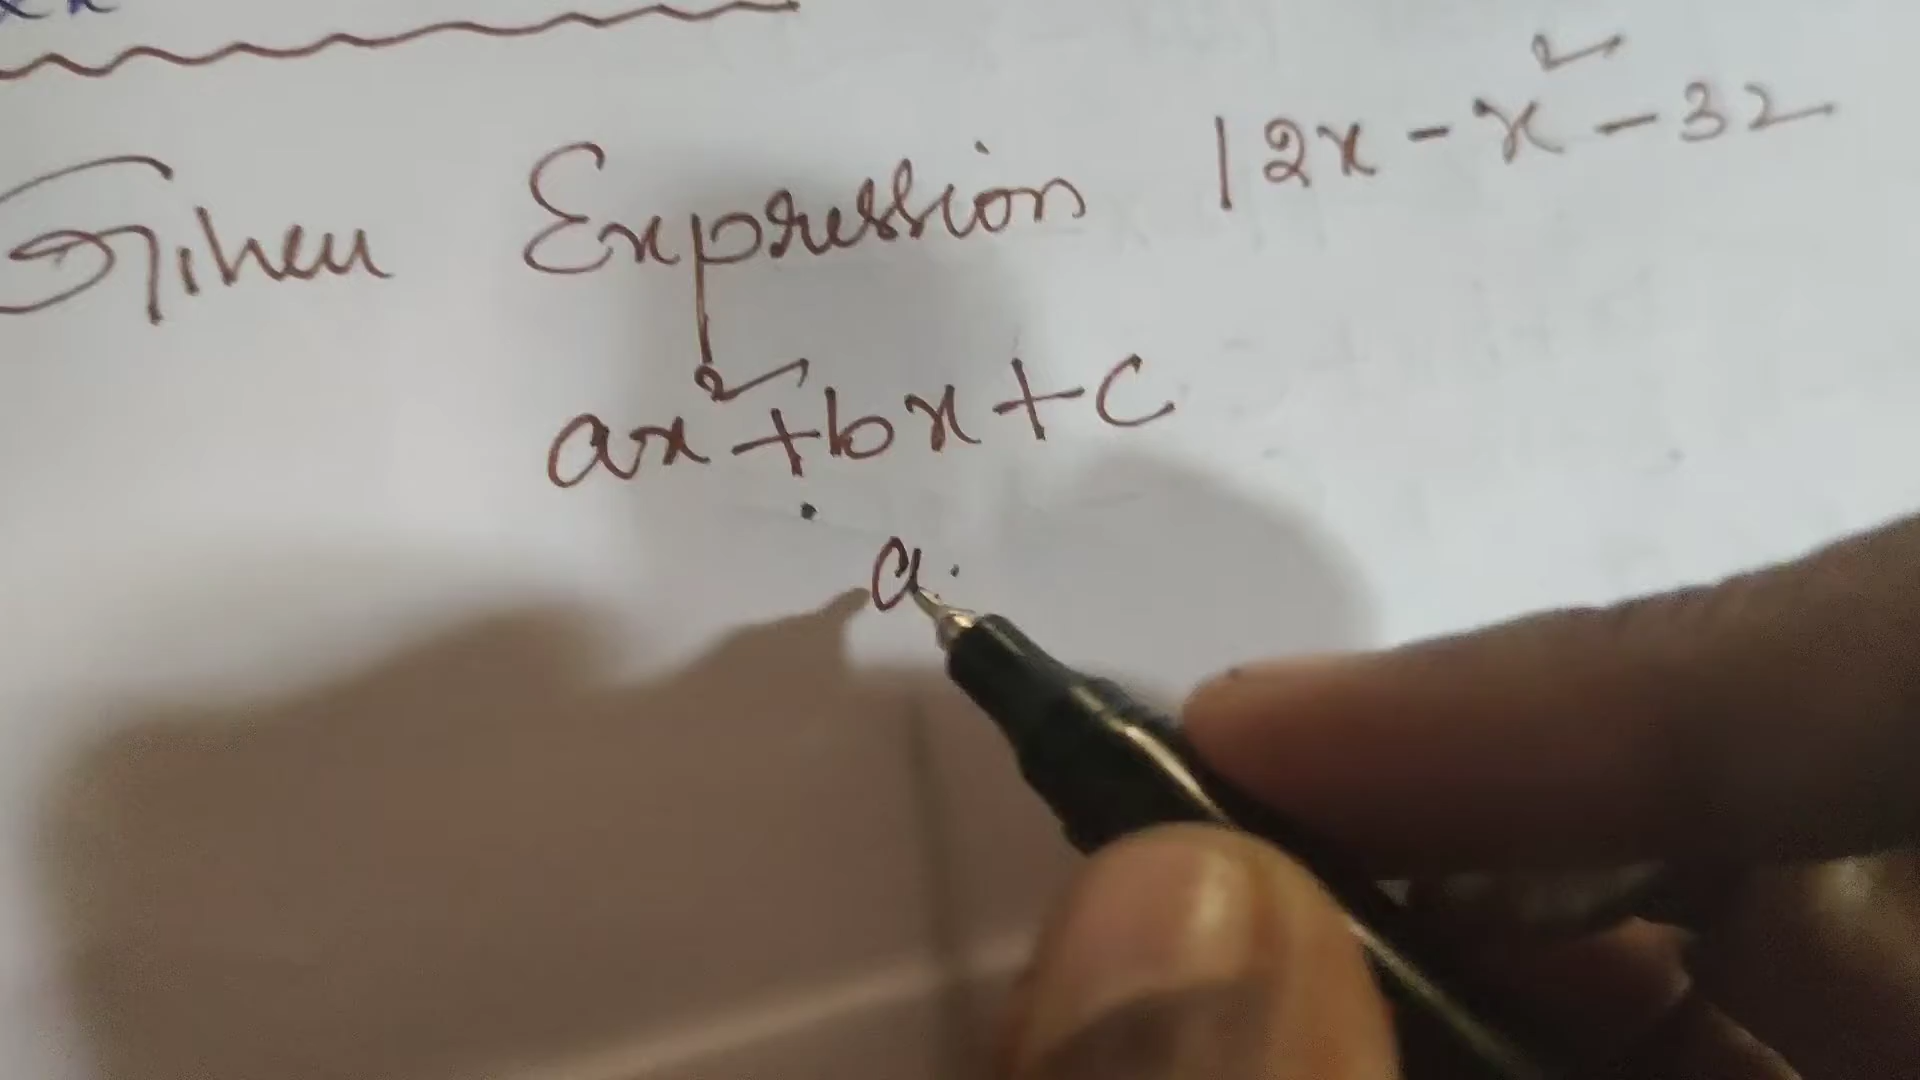 Given Expression 12x - x² - 32
ax² + bx + c
a